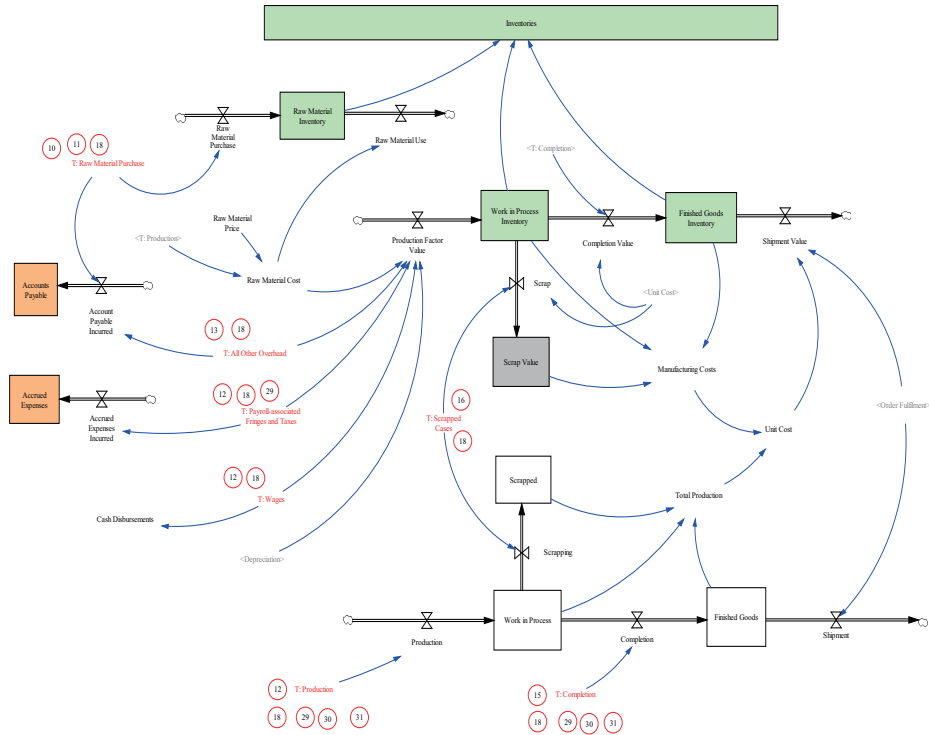 Inventories
Raw Material
Inventory
Raw
Material
Purchase
Raw Material Use
10 11 18
T: Raw Material Purchase
<T: Completion>
Work in Process
Inventory
Finished Goods
Inventory
Raw Material
Price
<T: Production>
Production Factor
Value
Completion Value
Shipment Value
Accounts
Payable
Raw Material Cost
Scrap
<Unit Cost>
Account
Payable
Incurred
13 18
T: All Other Overhead
Scrap Value
Manufacturing Costs
Accrued
Expenses
12 18 29
T: Payroll-associated
Fringes and Taxes
16
T: Scrapped
Cases
18
<Order Fulfilment>
Accrued
Expenses
Incurred
Unit Cost
12 18
T: Wages
Scrapped
Total Production
Cash Disbursements
<Depreciation>
Scrapping
Work in Process
Finished Goods
Production
Completion
Shipment
12 T: Production
18 29 30 31
15 T: Completion
18 29 30 31